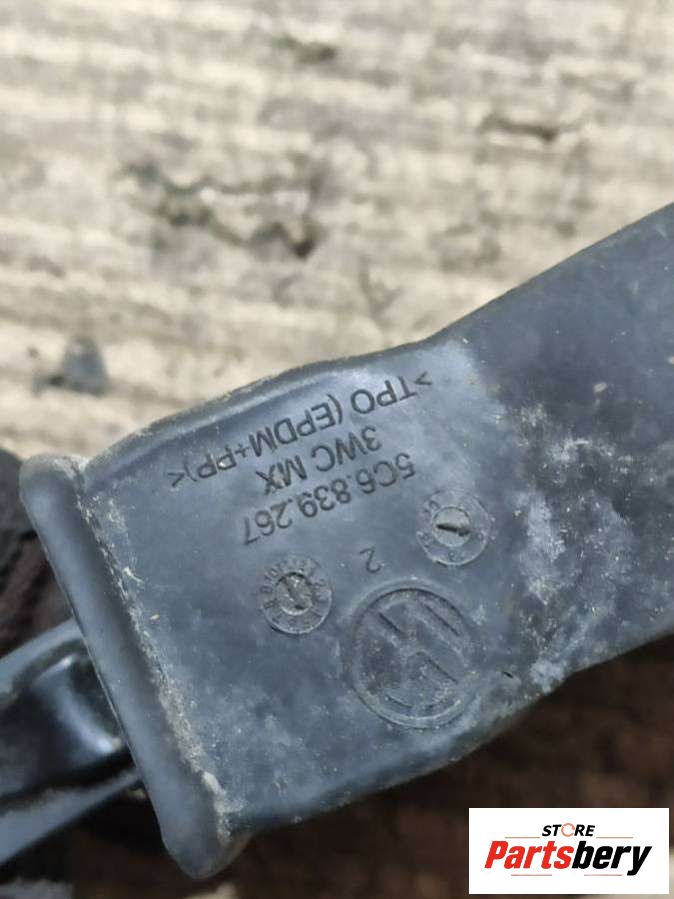 >TPO (EPDM+PP)<
3WC MX
5C6.839.267
2
STORE
Partsbery